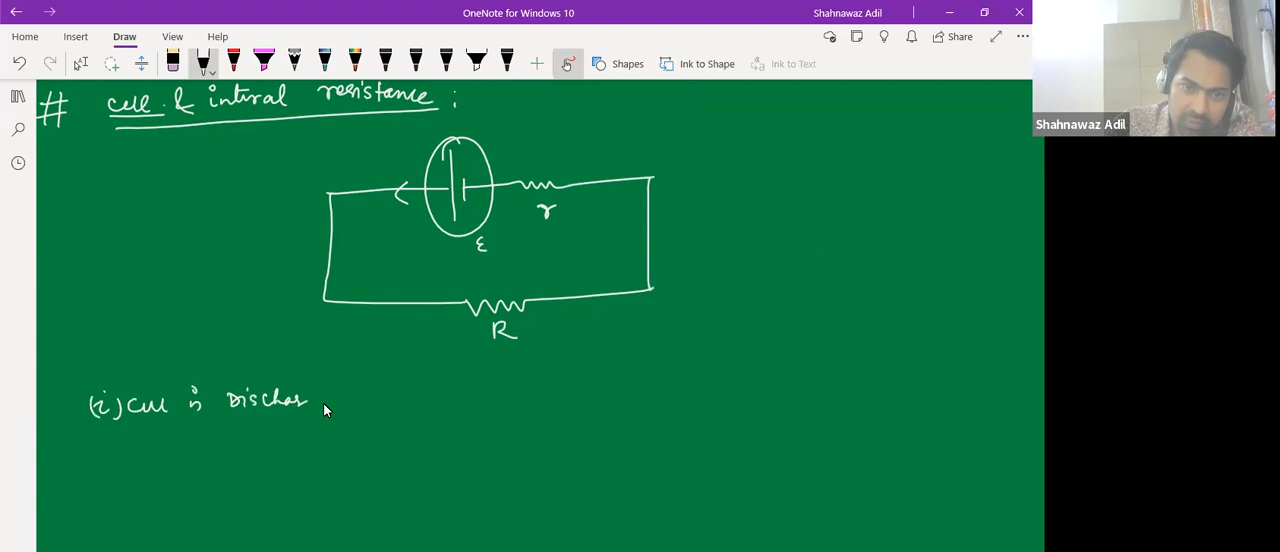 OneNote for Windows 10
Shahnawaz Adil
Home Insert Draw View Help
Share
Shapes Ink to Shape Ink to Text
# cell & interal resistance :
r
ε
R
(i) Cell is Dischar
Shahnawaz Adil